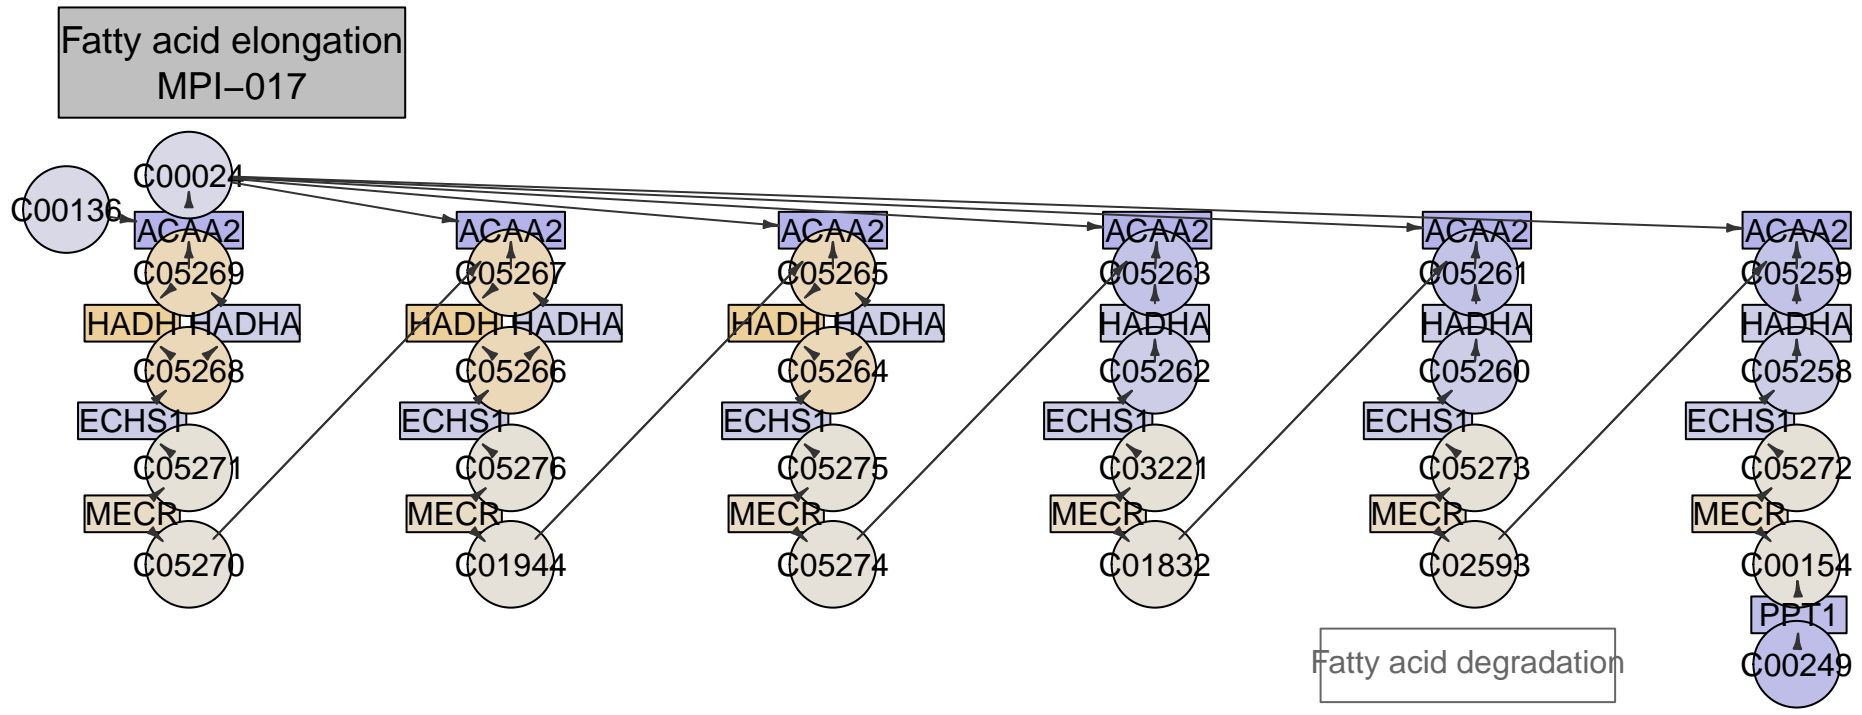 Fatty acid elongation
MPI−017
C00024
C00136
ACAA2 ACAA2 ACAA2 ACAA2 ACAA2 ACAA2
C05269 C05267 C05265 C05263 C05261 C05259
HADH HADHA HADH HADHA HADH HADHA HADHA HADHA HADHA
C05268 C05266 C05264 C05262 C05260 C05258
ECHS1 ECHS1 ECHS1 ECHS1 ECHS1 ECHS1
C05271 C05276 C05275 C03221 C05273 C05272
MECR MECR MECR MECR MECR MECR
C05270 C01944 C05274 C01832 C02593 C00154
PPT1
Fatty acid degradation C00249